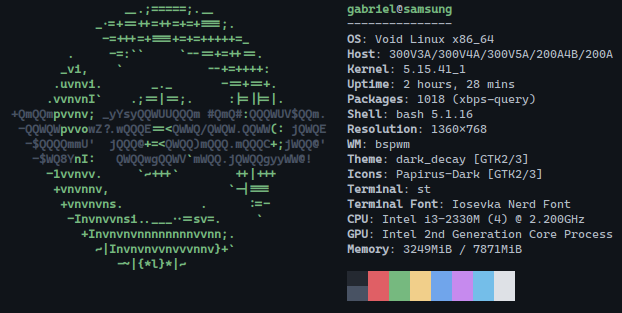 gabriel@samsung
---------------
OS: Void Linux x86_64
Host: 300V3A/300V4A/300V5A/200A4B/200A
Kernel: 5.15.41_1
Uptime: 2 hours, 28 mins
Packages: 1018 (xbps-query)
Shell: bash 5.1.16
Resolution: 1360x768
WM: bspwm
Theme: dark_decay [GTK2/3]
Icons: Papirus-Dark [GTK2/3]
Terminal: st
Terminal Font: Iosevka Nerd Font
CPU: Intel i3-2330M (4) @ 2.200GHz
GPU: Intel 2nd Generation Core Process
Memory: 3249MiB / 7871MiB